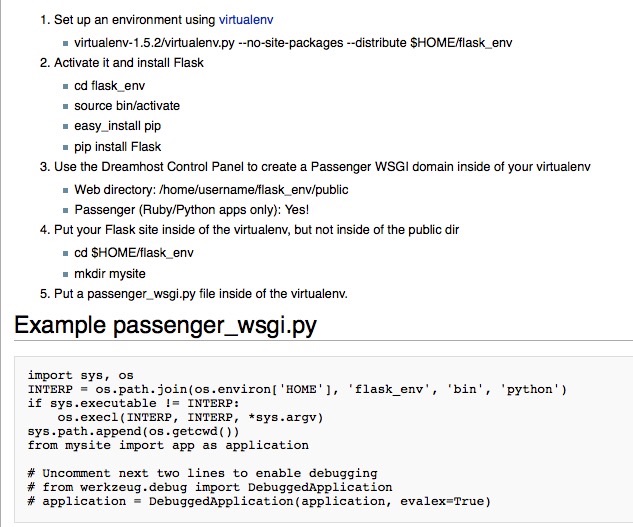 1. Set up an environment using virtualenv
▪ virtualenv-1.5.2/virtualenv.py --no-site-packages --distribute $HOME/flask_env
2. Activate it and install Flask
▪ cd flask_env
▪ source bin/activate
▪ easy_install pip
▪ pip install Flask
3. Use the Dreamhost Control Panel to create a Passenger WSGI domain inside of your virtualenv
▪ Web directory: /home/username/flask_env/public
▪ Passenger (Ruby/Python apps only): Yes!
4. Put your Flask site inside of the virtualenv, but not inside of the public dir
▪ cd $HOME/flask_env
▪ mkdir mysite
5. Put a passenger_wsgi.py file inside of the virtualenv.
Example passenger_wsgi.py
import sys, os
INTERP = os.path.join(os.environ['HOME'], 'flask_env', 'bin', 'python')
if sys.executable != INTERP:
    os.execl(INTERP, INTERP, *sys.argv)
sys.path.append(os.getcwd())
from mysite import app as application
# Uncomment next two lines to enable debugging
# from werkzeug.debug import DebuggedApplication
# application = DebuggedApplication(application, evalex=True)